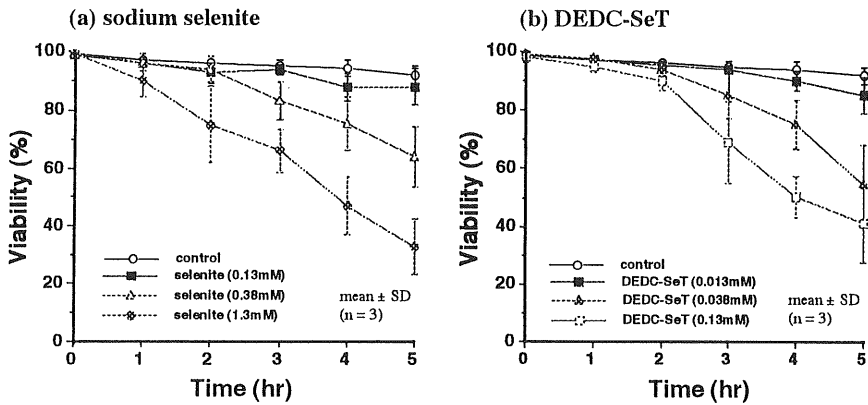 (a) sodium selenite
Viability (%)
100
80
60
40
20
0
control
selenite (0.13mM)
selenite (0.38mM)
selenite (1.3mM)
mean ± SD
(n = 3)
0 1 2 3 4 5
Time (hr)
(b) DEDC-SeT
Viability (%)
100
80
60
40
20
0
control
DEDC-SeT (0.013mM)
DEDC-SeT (0.038mM)
DEDC-SeT (0.13mM)
mean ± SD
(n = 3)
0 1 2 3 4 5
Time (hr)